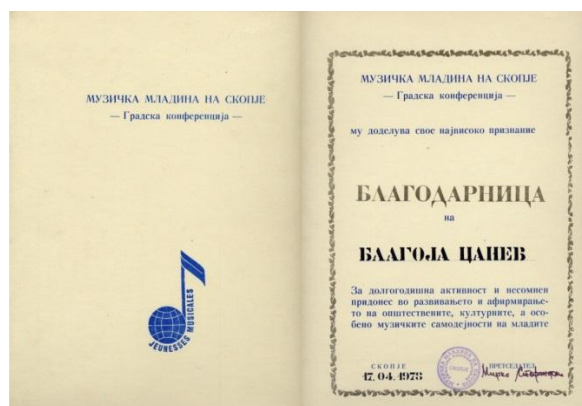 МУЗИЧКА МЛАДИНА НА СКОПЈЕ
— Градска конференција —
JEUNESSES MUSICALES
МУЗИЧКА МЛАДИНА НА СКОПЈЕ
— Градска конференција —
му доделува свое највисоко признание
БЛАГОДАРНИЦА
на
БЛАГОЈА ЦАНЕВ
За долгогодишна активност и несомнен
придонес во развивањето и афирмирање-
то на општествените, културните, а осо-
бено музичките самодејности на младите
СКОПЈЕ
17. 04. 1978
ПРЕТСЕДАТЕЛ